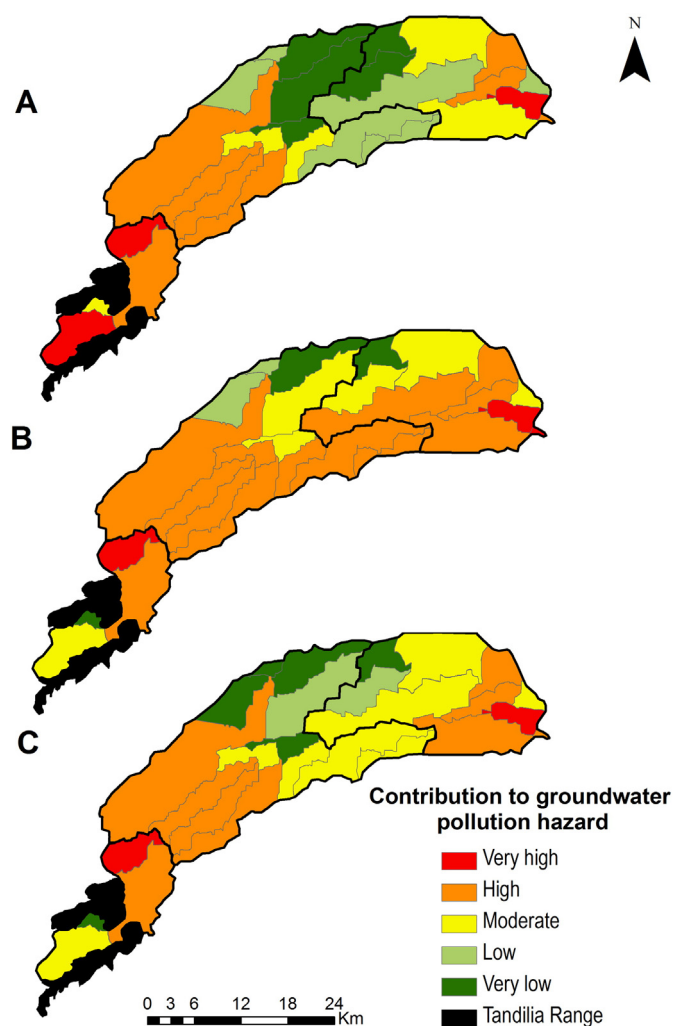 N
A
B
C
Contribution to groundwater
pollution hazard
Very high
High
Moderate
Low
Very low
Tandilia Range
0 3 6 12 18 24
Km